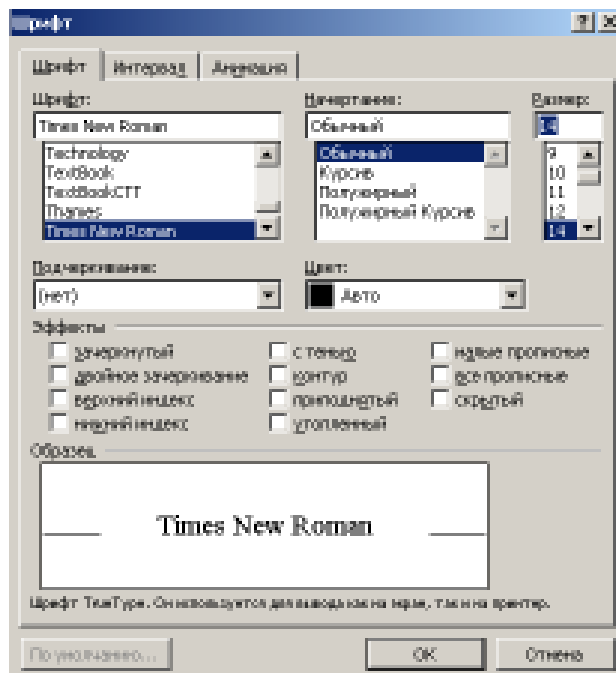 Шрифт
Шрифт Интервал Анимация
Шрифт: Начертание: Размер:
Times New Roman Обычный 14
Technology Обычный 9
TextBook Курсив 10
TextBookCTT Полужирный 11
Thames Полужирный Курсив 12
Times New Roman 14
Подчеркивание: Цвет:
(нет) Авто
Эффекты
зачеркнутый с тенью малые прописные
двойное зачеркивание контур все прописные
верхний индекс приподнятый скрытый
нижний индекс утопленный
Образец
Times New Roman
Шрифт TrueType. Он используется для вывода как на экран, так и на принтер.
По умолчанию... ОК Отмена